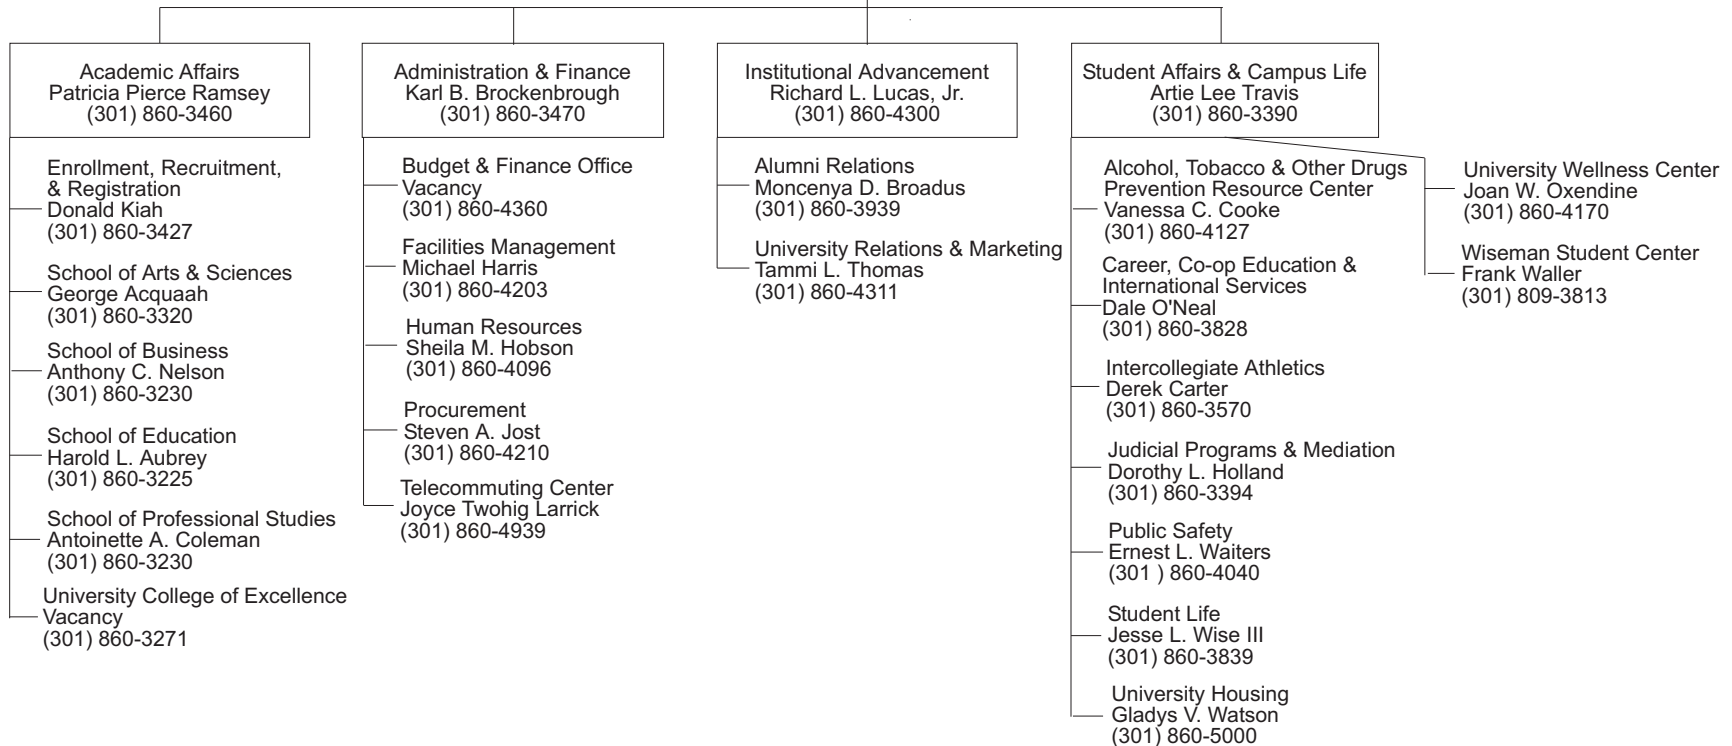 Academic Affairs
Patricia Pierce Ramsey
(301) 860-3460
Enrollment, Recruitment,
& Registration
Donald Kiah
(301) 860-3427
School of Arts & Sciences
George Acquaah
(301) 860-3320
School of Business
Anthony C. Nelson
(301) 860-3230
School of Education
Harold L. Aubrey
(301) 860-3225
School of Professional Studies
Antoinette A. Coleman
(301) 860-3230
University College of Excellence
Vacancy
(301) 860-3271
Administration & Finance
Karl B. Brockenbrough
(301) 860-3470
Budget & Finance Office
Vacancy
(301) 860-4360
Facilities Management
Michael Harris
(301) 860-4203
Human Resources
Sheila M. Hobson
(301) 860-4096
Procurement
Steven A. Jost
(301) 860-4210
Telecommuting Center
Joyce Twohig Larrick
(301) 860-4939
Institutional Advancement
Richard L. Lucas, Jr.
(301) 860-4300
Alumni Relations
Moncenya D. Broadus
(301) 860-3939
University Relations & Marketing
Tammi L. Thomas
(301) 860-4311
Student Affairs & Campus Life
Artie Lee Travis
(301) 860-3390
Alcohol, Tobacco & Other Drugs
Prevention Resource Center
Vanessa C. Cooke
(301) 860-4127
Career, Co-op Education &
International Services
Dale O'Neal
(301) 860-3828
Intercollegiate Athletics
Derek Carter
(301) 860-3570
Judicial Programs & Mediation
Dorothy L. Holland
(301) 860-3394
Public Safety
Ernest L. Waiters
(301 ) 860-4040
Student Life
Jesse L. Wise III
(301) 860-3839
University Housing
Gladys V. Watson
(301) 860-5000
University Wellness Center
Joan W. Oxendine
(301) 860-4170
Wiseman Student Center
Frank Waller
(301) 809-3813